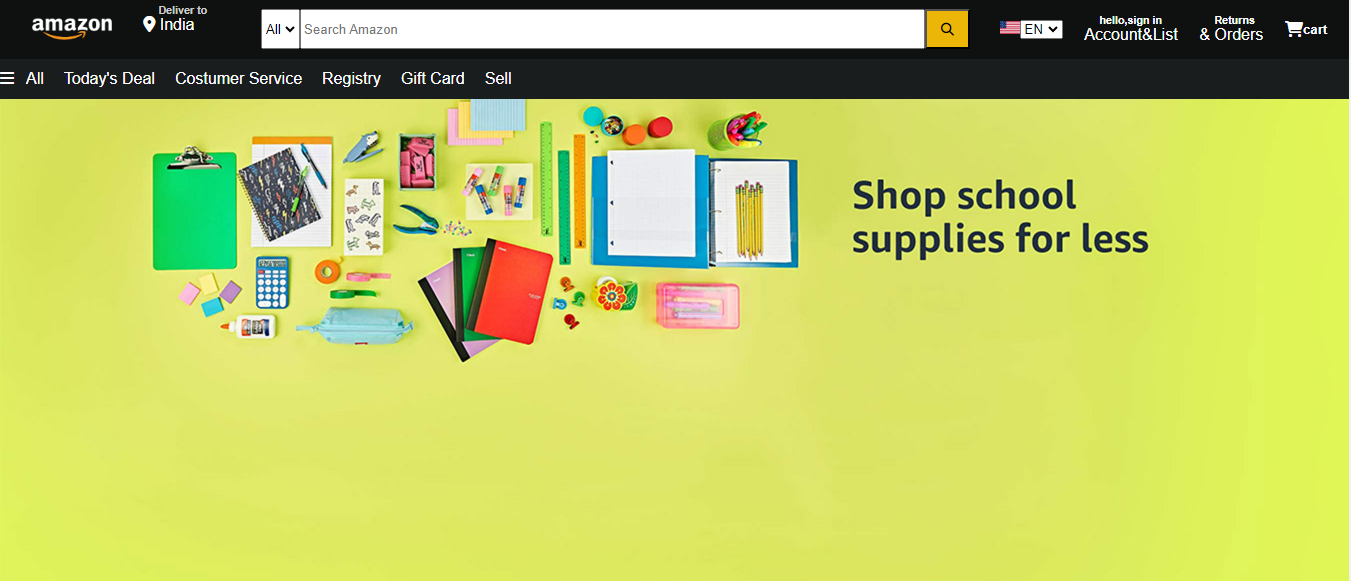 amazon
Deliver to
India
All
Search Amazon
EN
hello,sign in
Account&List
Returns
& Orders
cart
All
Today's Deal
Costumer Service
Registry
Gift Card
Sell
Shop school
supplies for less